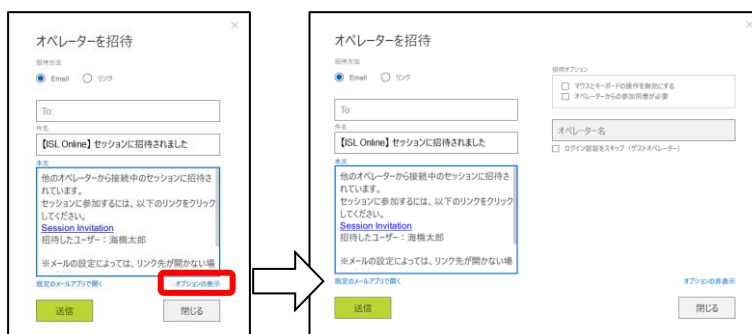 オペレーターを招待
招待方法
Email
リンク
To:
件名
【ISL Online】セッションに招待されました
本文
他のオペレーターから接続中のセッションに招待さ
れています。
セッションに参加するには、以下のリンクをクリック
してください。
Session Invitation
招待したユーザー：海橋太郎
※メールの設定によっては、リンク先が開かない場
既定のメールアプリで開く
オプションの表示
送信
閉じる
オペレーターを招待
招待方法
Email
リンク
To:
件名
【ISL Online】セッションに招待されました
本文
他のオペレーターから接続中のセッションに招待さ
れています。
セッションに参加するには、以下のリンクをクリック
してください。
Session Invitation
招待したユーザー：海橋太郎
※メールの設定によっては、リンク先が開かない場
既定のメールアプリで開く
招待オプション
マウスとキーボードの操作を無効にする
オペレーターからの参加同意が必要
オペレーター名
ログイン認証をスキップ（ゲストオペレーター）
オプションの非表示
送信
閉じる